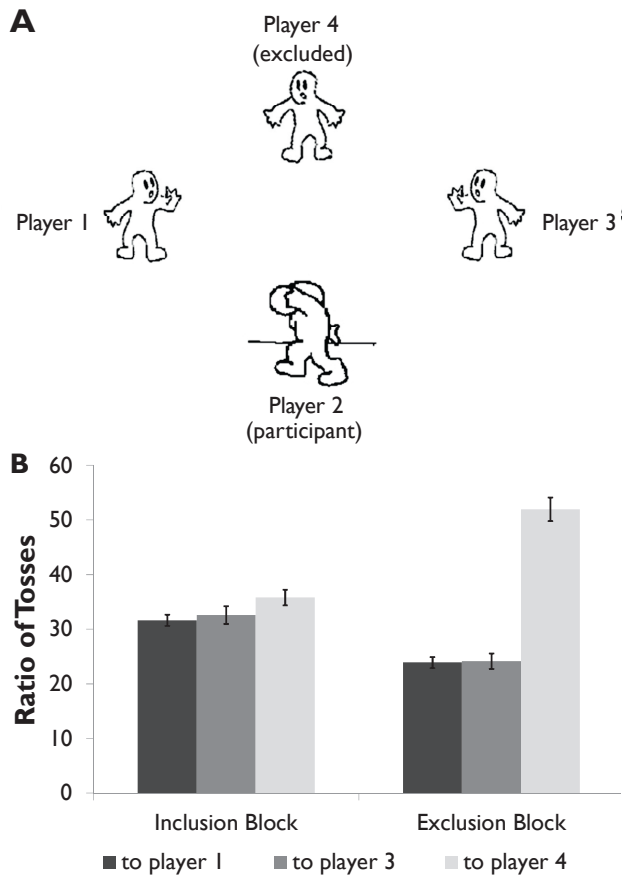 A
Player 4
(excluded)
Player 1
Player 3
Player 2
(participant)
B
Ratio of Tosses
60
50
40
30
20
10
0
Inclusion Block
Exclusion Block
to player 1
to player 3
to player 4